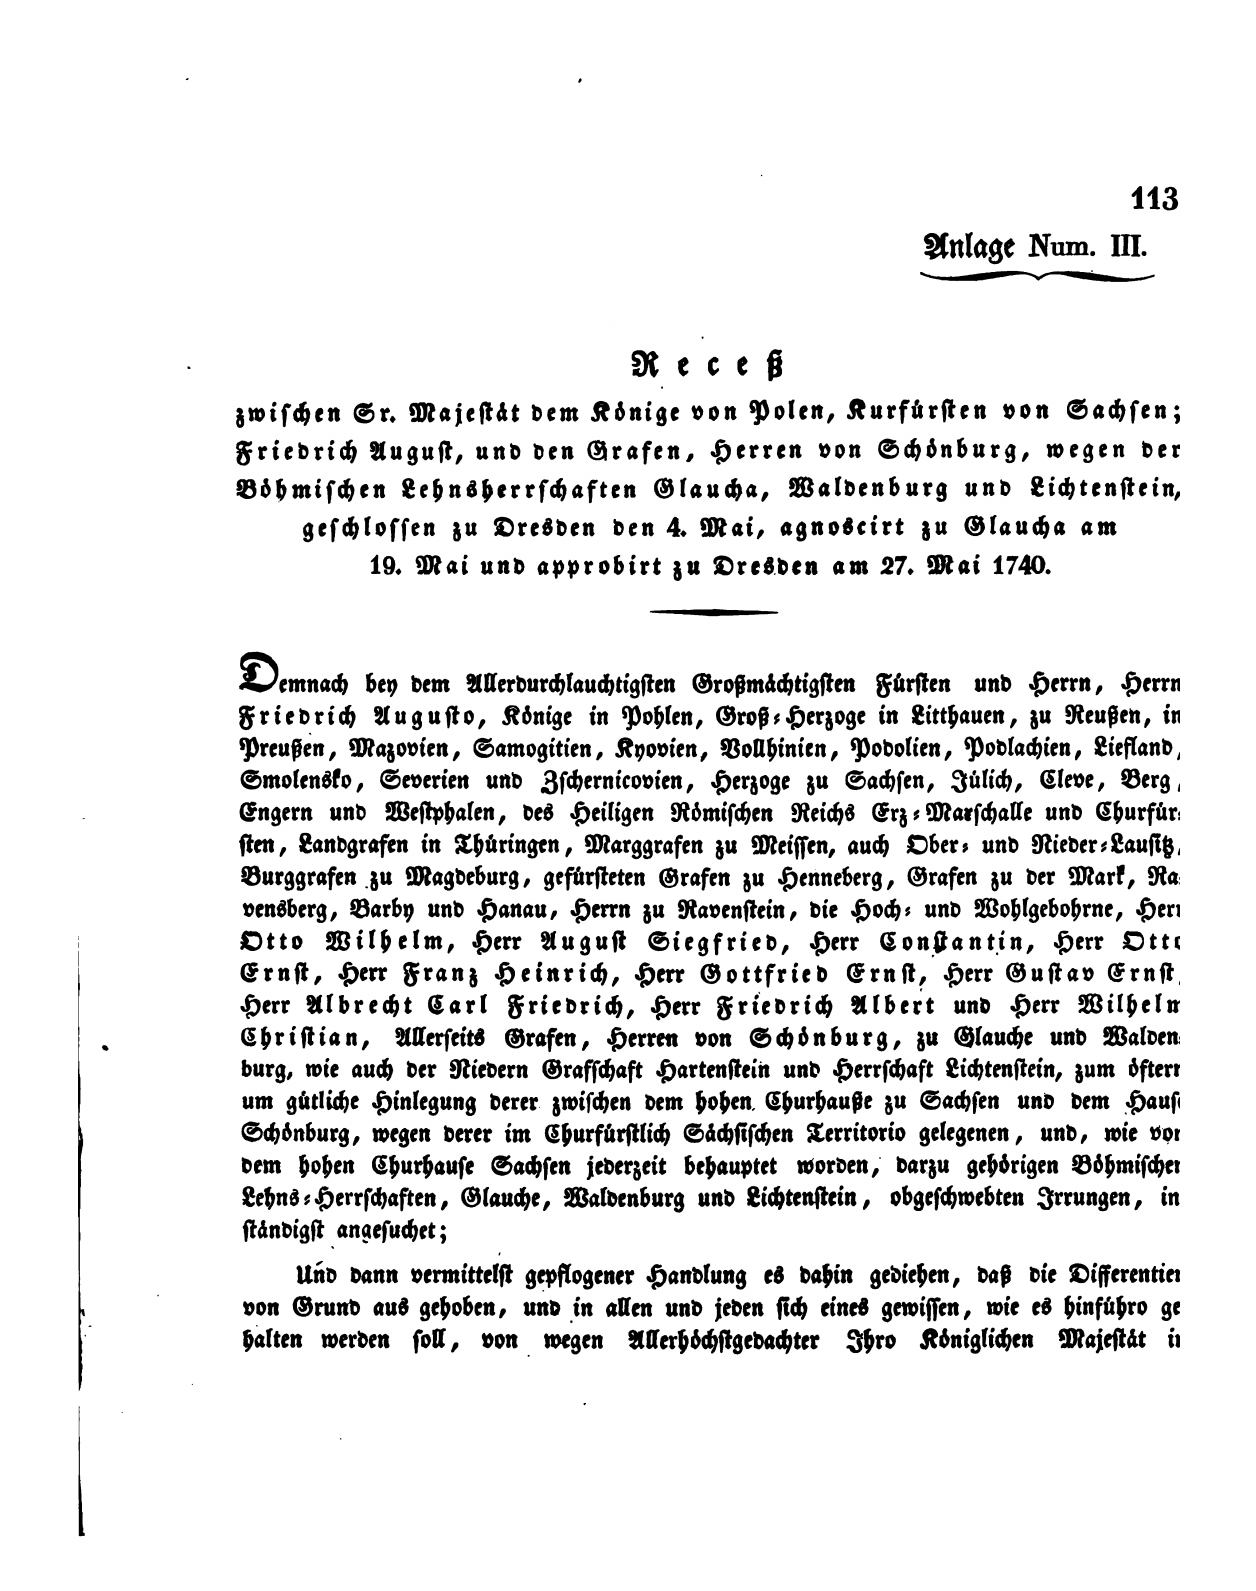 113
Anlage Num. III.
Receß
zwischen Sr. Majestät dem Könige von Polen, Kurfürsten von Sachsen;
Friedrich August, und den Grafen, Herren von Schönburg, wegen der
Böhmischen Lehnsherrschaften Glaucha, Waldenburg und Lichtenstein,
geschlossen zu Dresden den 4. Mai, agnoscirt zu Glaucha am
19. Mai und approbirt zu Dresden am 27. Mai 1740.
Demnach bey dem Allerdurchlauchtigsten Großmächtigsten Fürsten und Herrn, Herrn
Friedrich Augusto, Könige in Pohlen, Groß-Herzoge in Litthauen, zu Reußen, in
Preußen, Mazovien, Samogitien, Kyovien, Vollhinien, Podolien, Podlachien, Liefland,
Smolensko, Severien und Zschernicovien, Herzoge zu Sachsen, Jülich, Cleve, Berg,
Engern und Westphalen, des Heiligen Römischen Reichs Erz-Marschalle und Churfür-
sten, Landgrafen in Thüringen, Marggrafen zu Meissen, auch Ober- und Nieder-Lausitz,
Burggrafen zu Magdeburg, gefürsteten Grafen zu Henneberg, Grafen zu der Mark, Ra-
vensberg, Barby und Hanau, Herrn zu Ravenstein, die Hoch- und Wohlgebohrne, Herr
Otto Wilhelm, Herr August Siegfried, Herr Constantin, Herr Otto
Ernst, Herr Franz Heinrich, Herr Gottfried Ernst, Herr Gustav Ernst,
Herr Albrecht Carl Friedrich, Herr Friedrich Albert und Herr Wilhelm
Christian, Allerseits Grafen, Herren von Schönburg, zu Glauche und Walden-
burg, wie auch der Niedern Grafschaft Hartenstein und Herrschaft Lichtenstein, zum öftern
um gütliche Hinlegung derer zwischen dem hohen Churhauße zu Sachsen und dem Hause
Schönburg, wegen derer im Churfürstlich Sächsischen Territorio gelegenen, und, wie von
dem hohen Churhause Sachsen jederzeit behauptet worden, darzu gehörigen Böhmischen
Lehns-Herrschaften, Glauche, Waldenburg und Lichtenstein, obgeschwebten Irrungen, in
ständigst angesuchet;
Und dann vermittelst gepflogener Handlung es dahin gediehen, daß die Differentien
von Grund aus gehoben, und in allen und jeden sich eines gewissen, wie es hinführo ge
halten werden soll, von wegen Allerhöchstgedachter Ihro Königlichen Majestät in